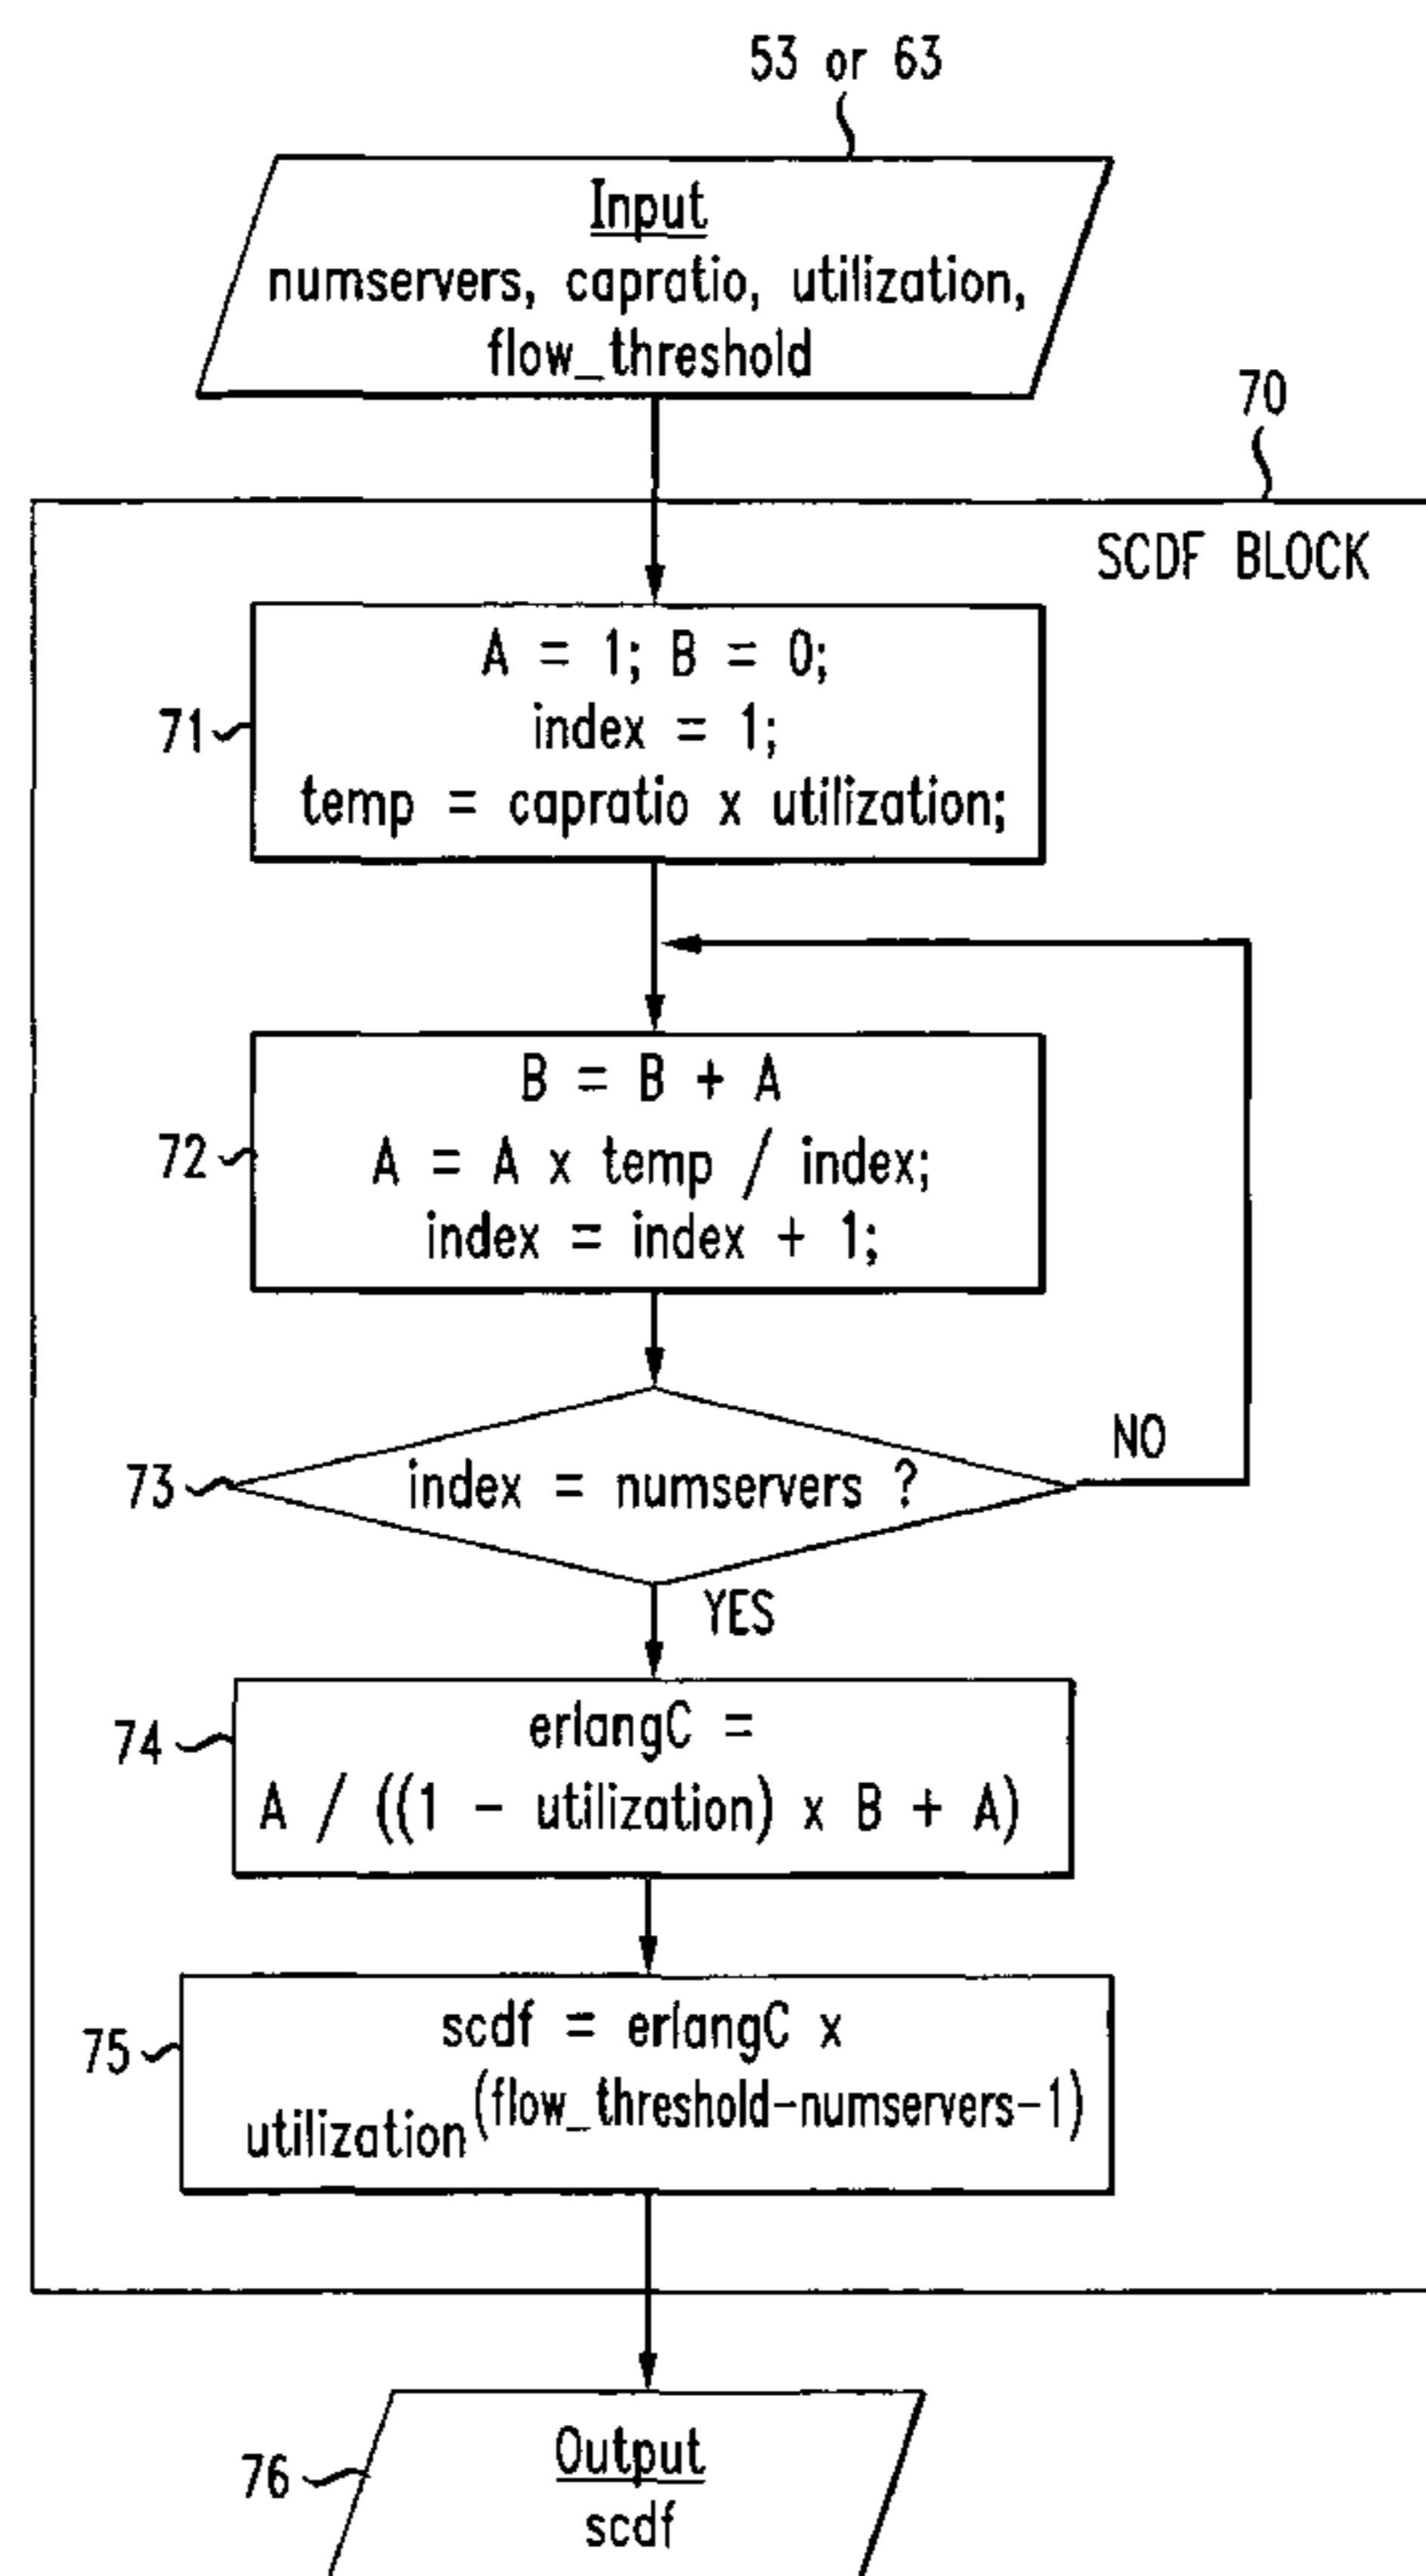 53 or 63
Input
numservers, capratio, utilization,
flow_threshold
70
SCDF BLOCK
A = 1; B = 0;
index = 1;
71
temp = capratio x utilization;
B = B + A
72
A = A x temp / index;
index = index + 1;
NO
73
index = numservers ?
YES
erlangC =
74
A / ((1 - utilization) x B + A)
scdf = erlangC x
75
utilization(flow_threshold-numservers-1)
Output
76
scdf